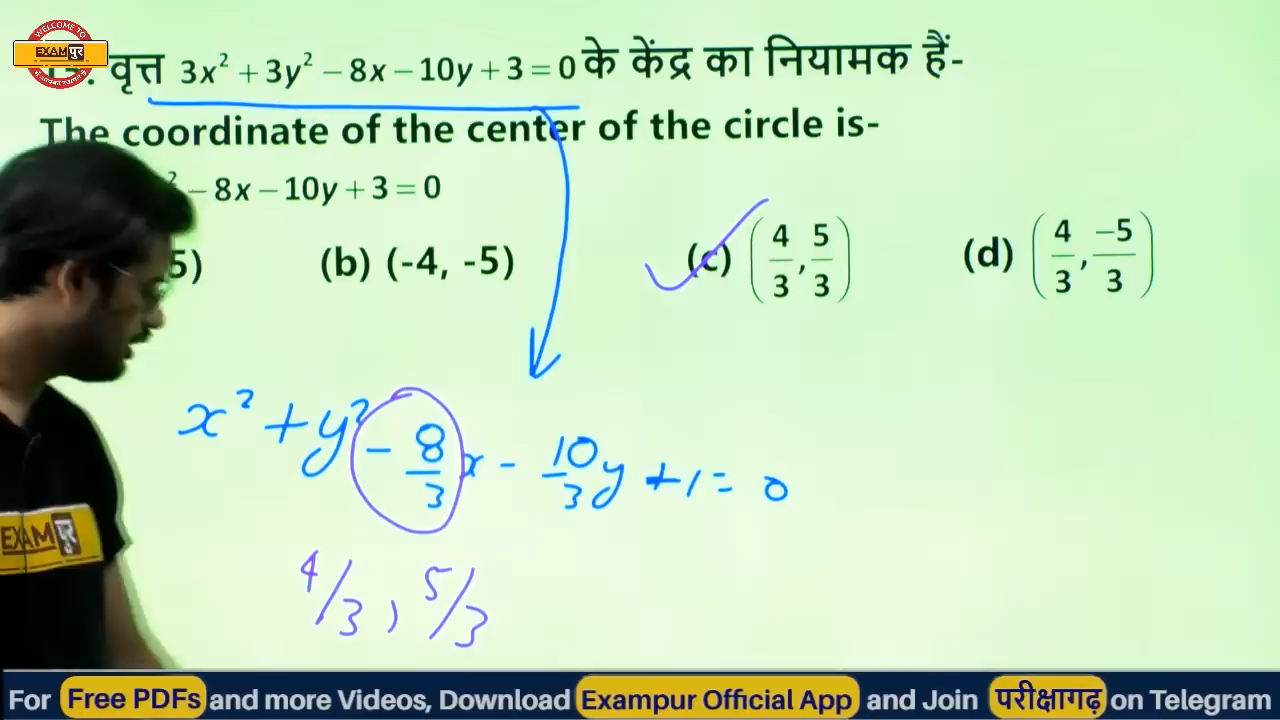 WELCOME TO
EXAMपुर
वृत्त 3x² + 3y² − 8x − 10y + 3 = 0 के केंद्र का नियामक हैं-
The coordinate of the center of the circle is-
² − 8x − 10y + 3 = 0
5) (b) (-4, -5) (c) (4/3, 5/3) (d) (4/3, -5/3)
x² + y² − 8/3 x − 10/3 y + 1 = 0
4/3 , 5/3
EXAMपुर
For Free PDFs and more Videos, Download Exampur Official App and Join परीक्षागढ़ on Telegram